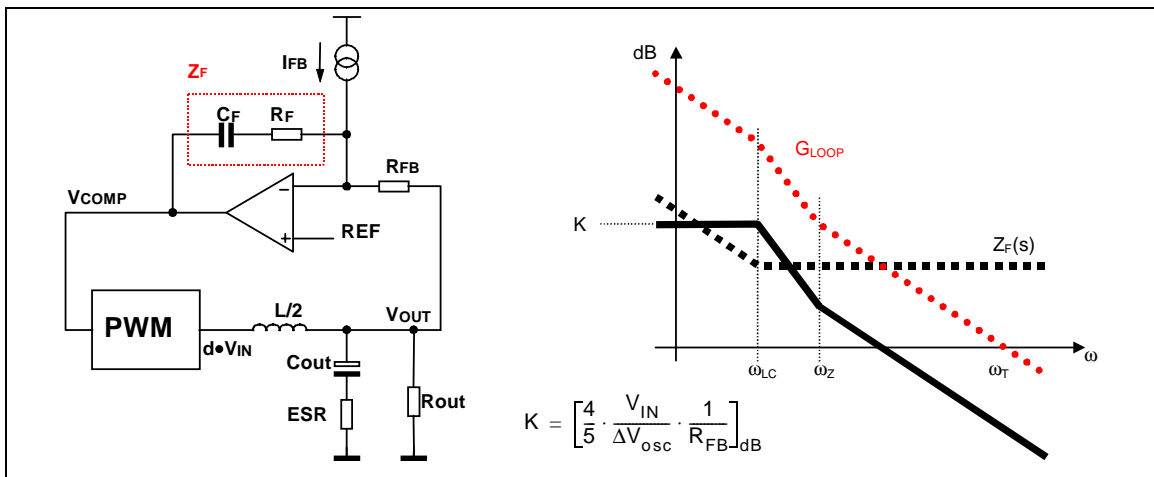 IFB
ZF
CF
RF
RFB
VCOMP
REF
PWM
d•VIN
L/2
VOUT
Cout
ESR
Rout
dB
GLOOP
K
ZF(s)
ωLC
ωZ
ωT
ω
K = [4/5 · VIN/ΔVosc · 1/RFB]dB